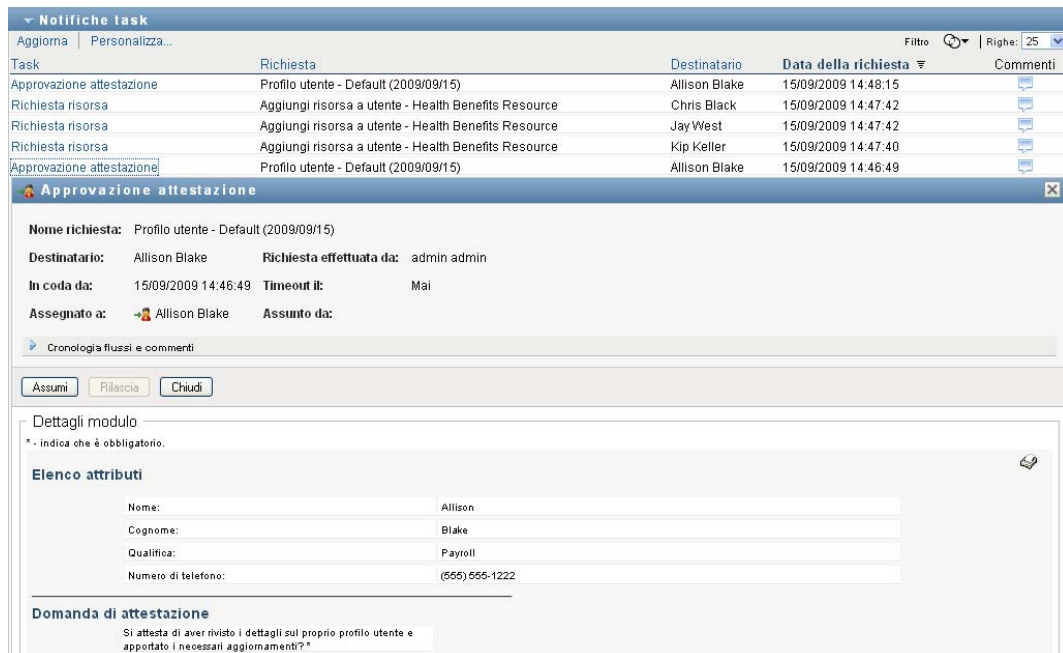 Notifiche task
Aggiorna Personalizza... Filtro Righe: 25
Task Richiesta Destinatario Data della richiesta Commenti
Approvazione attestazione Profilo utente - Default (2009/09/15) Allison Blake 15/09/2009 14:48:15
Richiesta risorsa Aggiungi risorsa a utente - Health Benefits Resource Chris Black 15/09/2009 14:47:42
Richiesta risorsa Aggiungi risorsa a utente - Health Benefits Resource Jay West 15/09/2009 14:47:42
Richiesta risorsa Aggiungi risorsa a utente - Health Benefits Resource Kip Keller 15/09/2009 14:47:40
Approvazione attestazione Profilo utente - Default (2009/09/15) Allison Blake 15/09/2009 14:46:49
Approvazione attestazione
Nome richiesta: Profilo utente - Default (2009/09/15)
Destinatario: Allison Blake Richiesta effettuata da: admin admin
In coda da: 15/09/2009 14:46:49 Timeout il: Mai
Assegnato a: Allison Blake Assunto da:
Cronologia flussi e commenti
Assumi Rilascia Chiudi
Dettagli modulo
* - indica che è obbligatorio.
Elenco attributi
Nome: Allison
Cognome: Blake
Qualifica: Payroll
Numero di telefono: (555) 555-1222
Domanda di attestazione
Si attesta di aver rivisto i dettagli sul proprio profilo utente e
apportato i necessari aggiornamenti?*